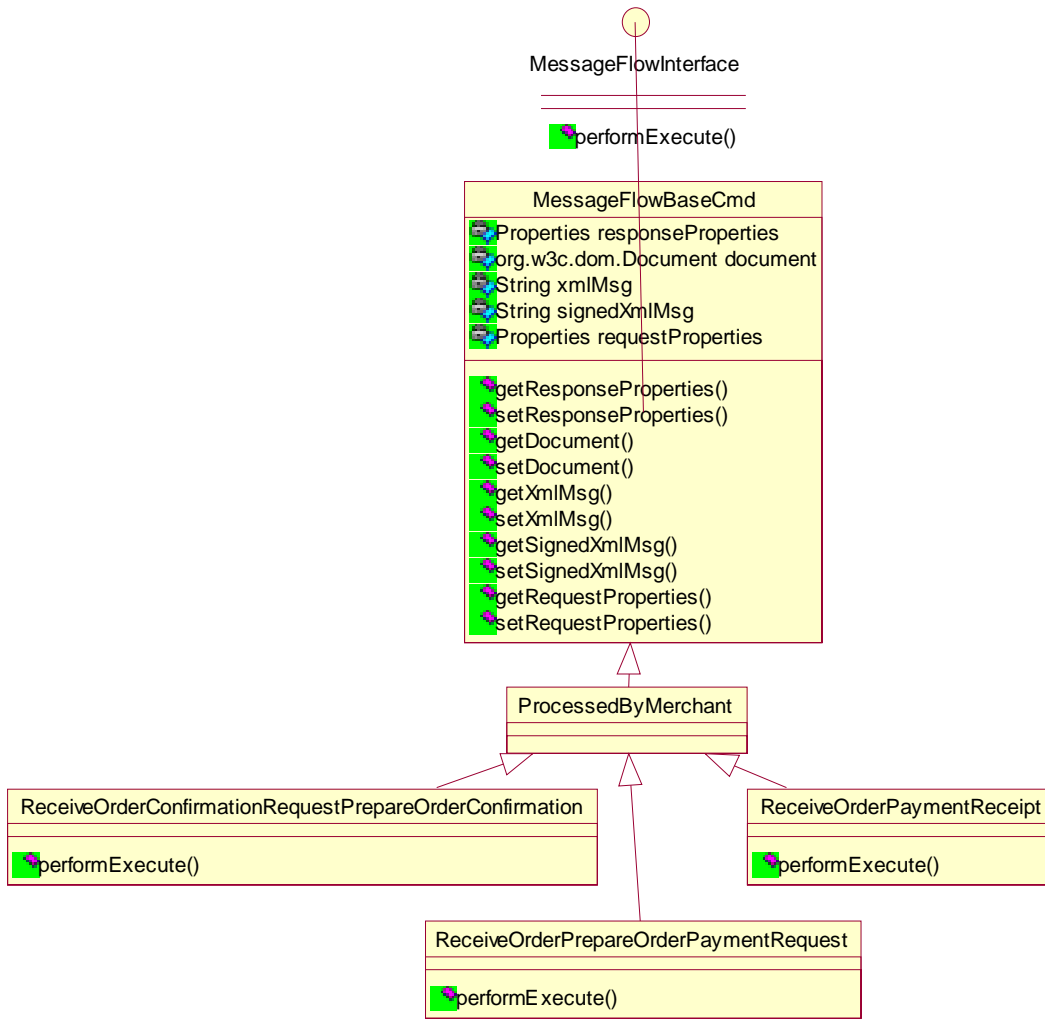 MessageFlowInterface
performExecute()
MessageFlowBaseCmd
Properties responseProperties
org.w3c.dom.Document document
String xmlMsg
String signedXmlMsg
Properties requestProperties
getResponseProperties()
setResponseProperties()
getDocument()
setDocument()
getXmlMsg()
setXmlMsg()
getSignedXmlMsg()
setSignedXmlMsg()
getRequestProperties()
setRequestProperties()
ProcessedByMerchant
ReceiveOrderConfirmationRequestPrepareOrderConfirmation
performExecute()
ReceiveOrderPaymentReceipt
performExecute()
ReceiveOrderPrepareOrderPaymentRequest
performExecute()